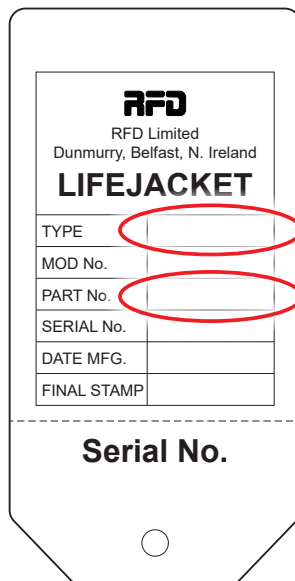 RFD
RFD Limited
Dunmurry, Belfast, N. Ireland
LIFEJACKET
TYPE
MOD No.
PART No.
SERIAL No.
DATE MFG.
FINAL STAMP
Serial No.